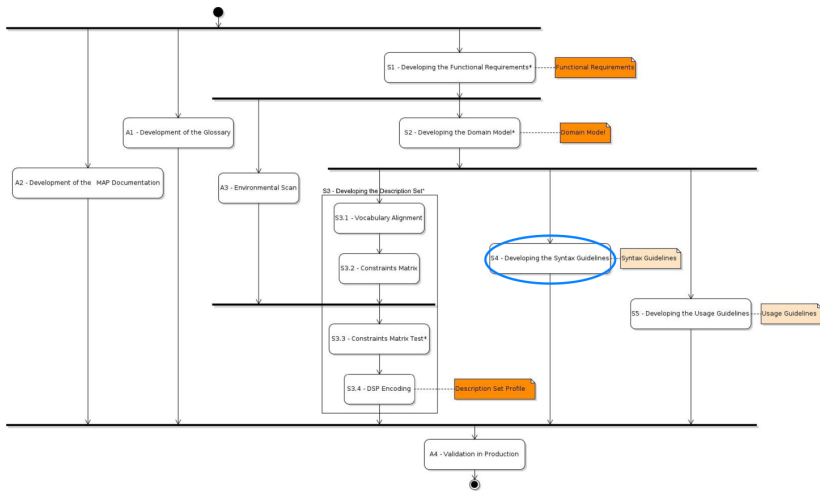 S1 - Developing the Functional Requirements*
Functional Requirements
A1 - Development of the Glossary
S2 - Developing the Domain Model*
Domain Model
A2 - Development of the MAP Documentation
A3 - Environmental Scan
S3 - Developing the Description Set*
S3.1 - Vocabulary Alignment
S4 - Developing the Syntax Guidelines
Syntax Guidelines
S3.2 - Constraints Matrix
S5 - Developing the Usage Guidelines
Usage Guidelines
S3.3 - Constraints Matrix Test*
S3.4 - DSP Encoding
Description Set Profile
A4 - Validation in Production